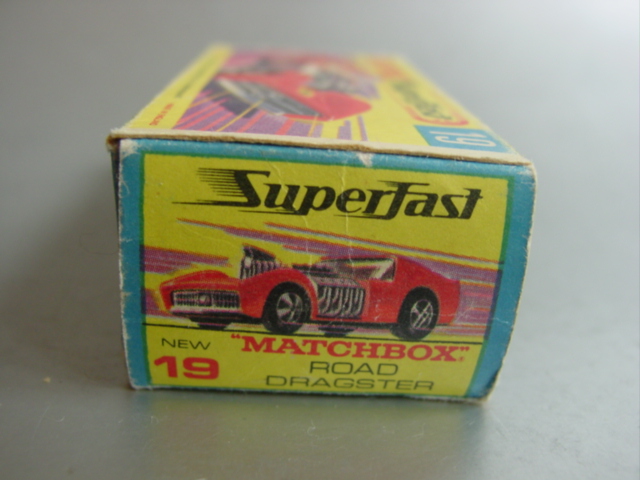 19
Superfast
NEW
"MATCHBOX"
19
ROAD
DRAGSTER